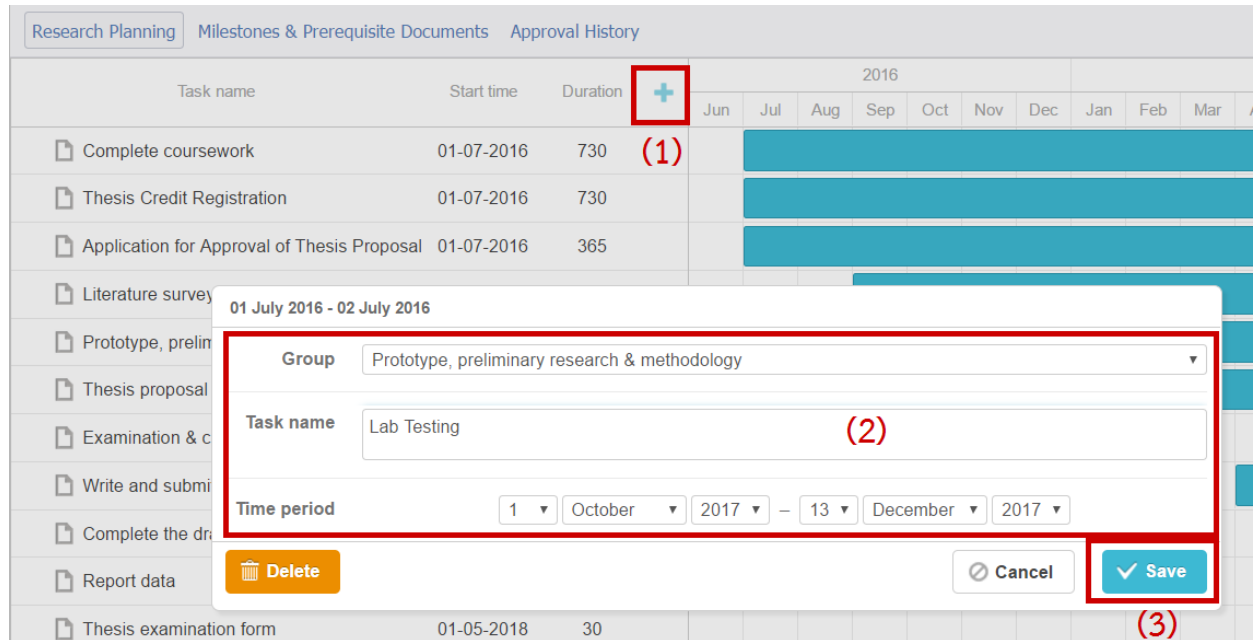 Research Planning Milestones & Prerequisite Documents Approval History
Task name Start time Duration 2016
Jun Jul Aug Sep Oct Nov Dec Jan Feb Mar
(1)
Complete coursework 01-07-2016 730
Thesis Credit Registration 01-07-2016 730
Application for Approval of Thesis Proposal 01-07-2016 365
Literature survey
01 July 2016 - 02 July 2016
Prototype, prelim
Group Prototype, preliminary research & methodology
Thesis proposal
Task name Lab Testing
(2)
Examination & c
Write and submi
Time period 1 October 2017 – 13 December 2017
Complete the dra
Report data
Delete Cancel Save
(3)
Thesis examination form 01-05-2018 30